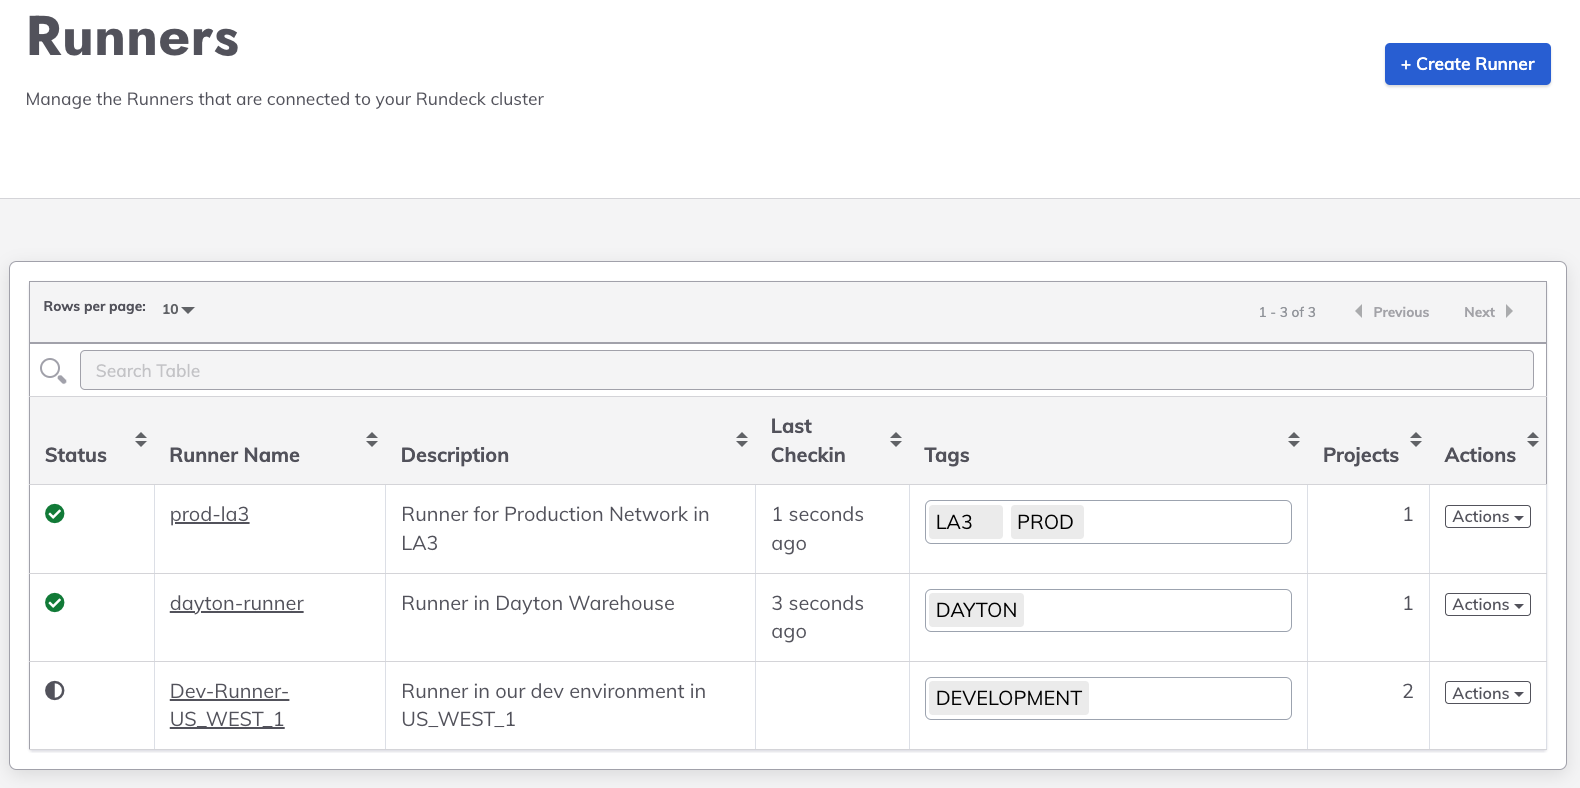 Runners
+ Create Runner
Manage the Runners that are connected to your Rundeck cluster
Rows per page: 10
1 - 3 of 3 Previous Next
Search Table
Status Runner Name Description Last Checkin Tags Projects Actions
prod-la3 Runner for Production Network in LA3 1 seconds ago LA3 PROD 1 Actions
dayton-runner Runner in Dayton Warehouse 3 seconds ago DAYTON 1 Actions
Dev-Runner-US_WEST_1 Runner in our dev environment in US_WEST_1 DEVELOPMENT 2 Actions